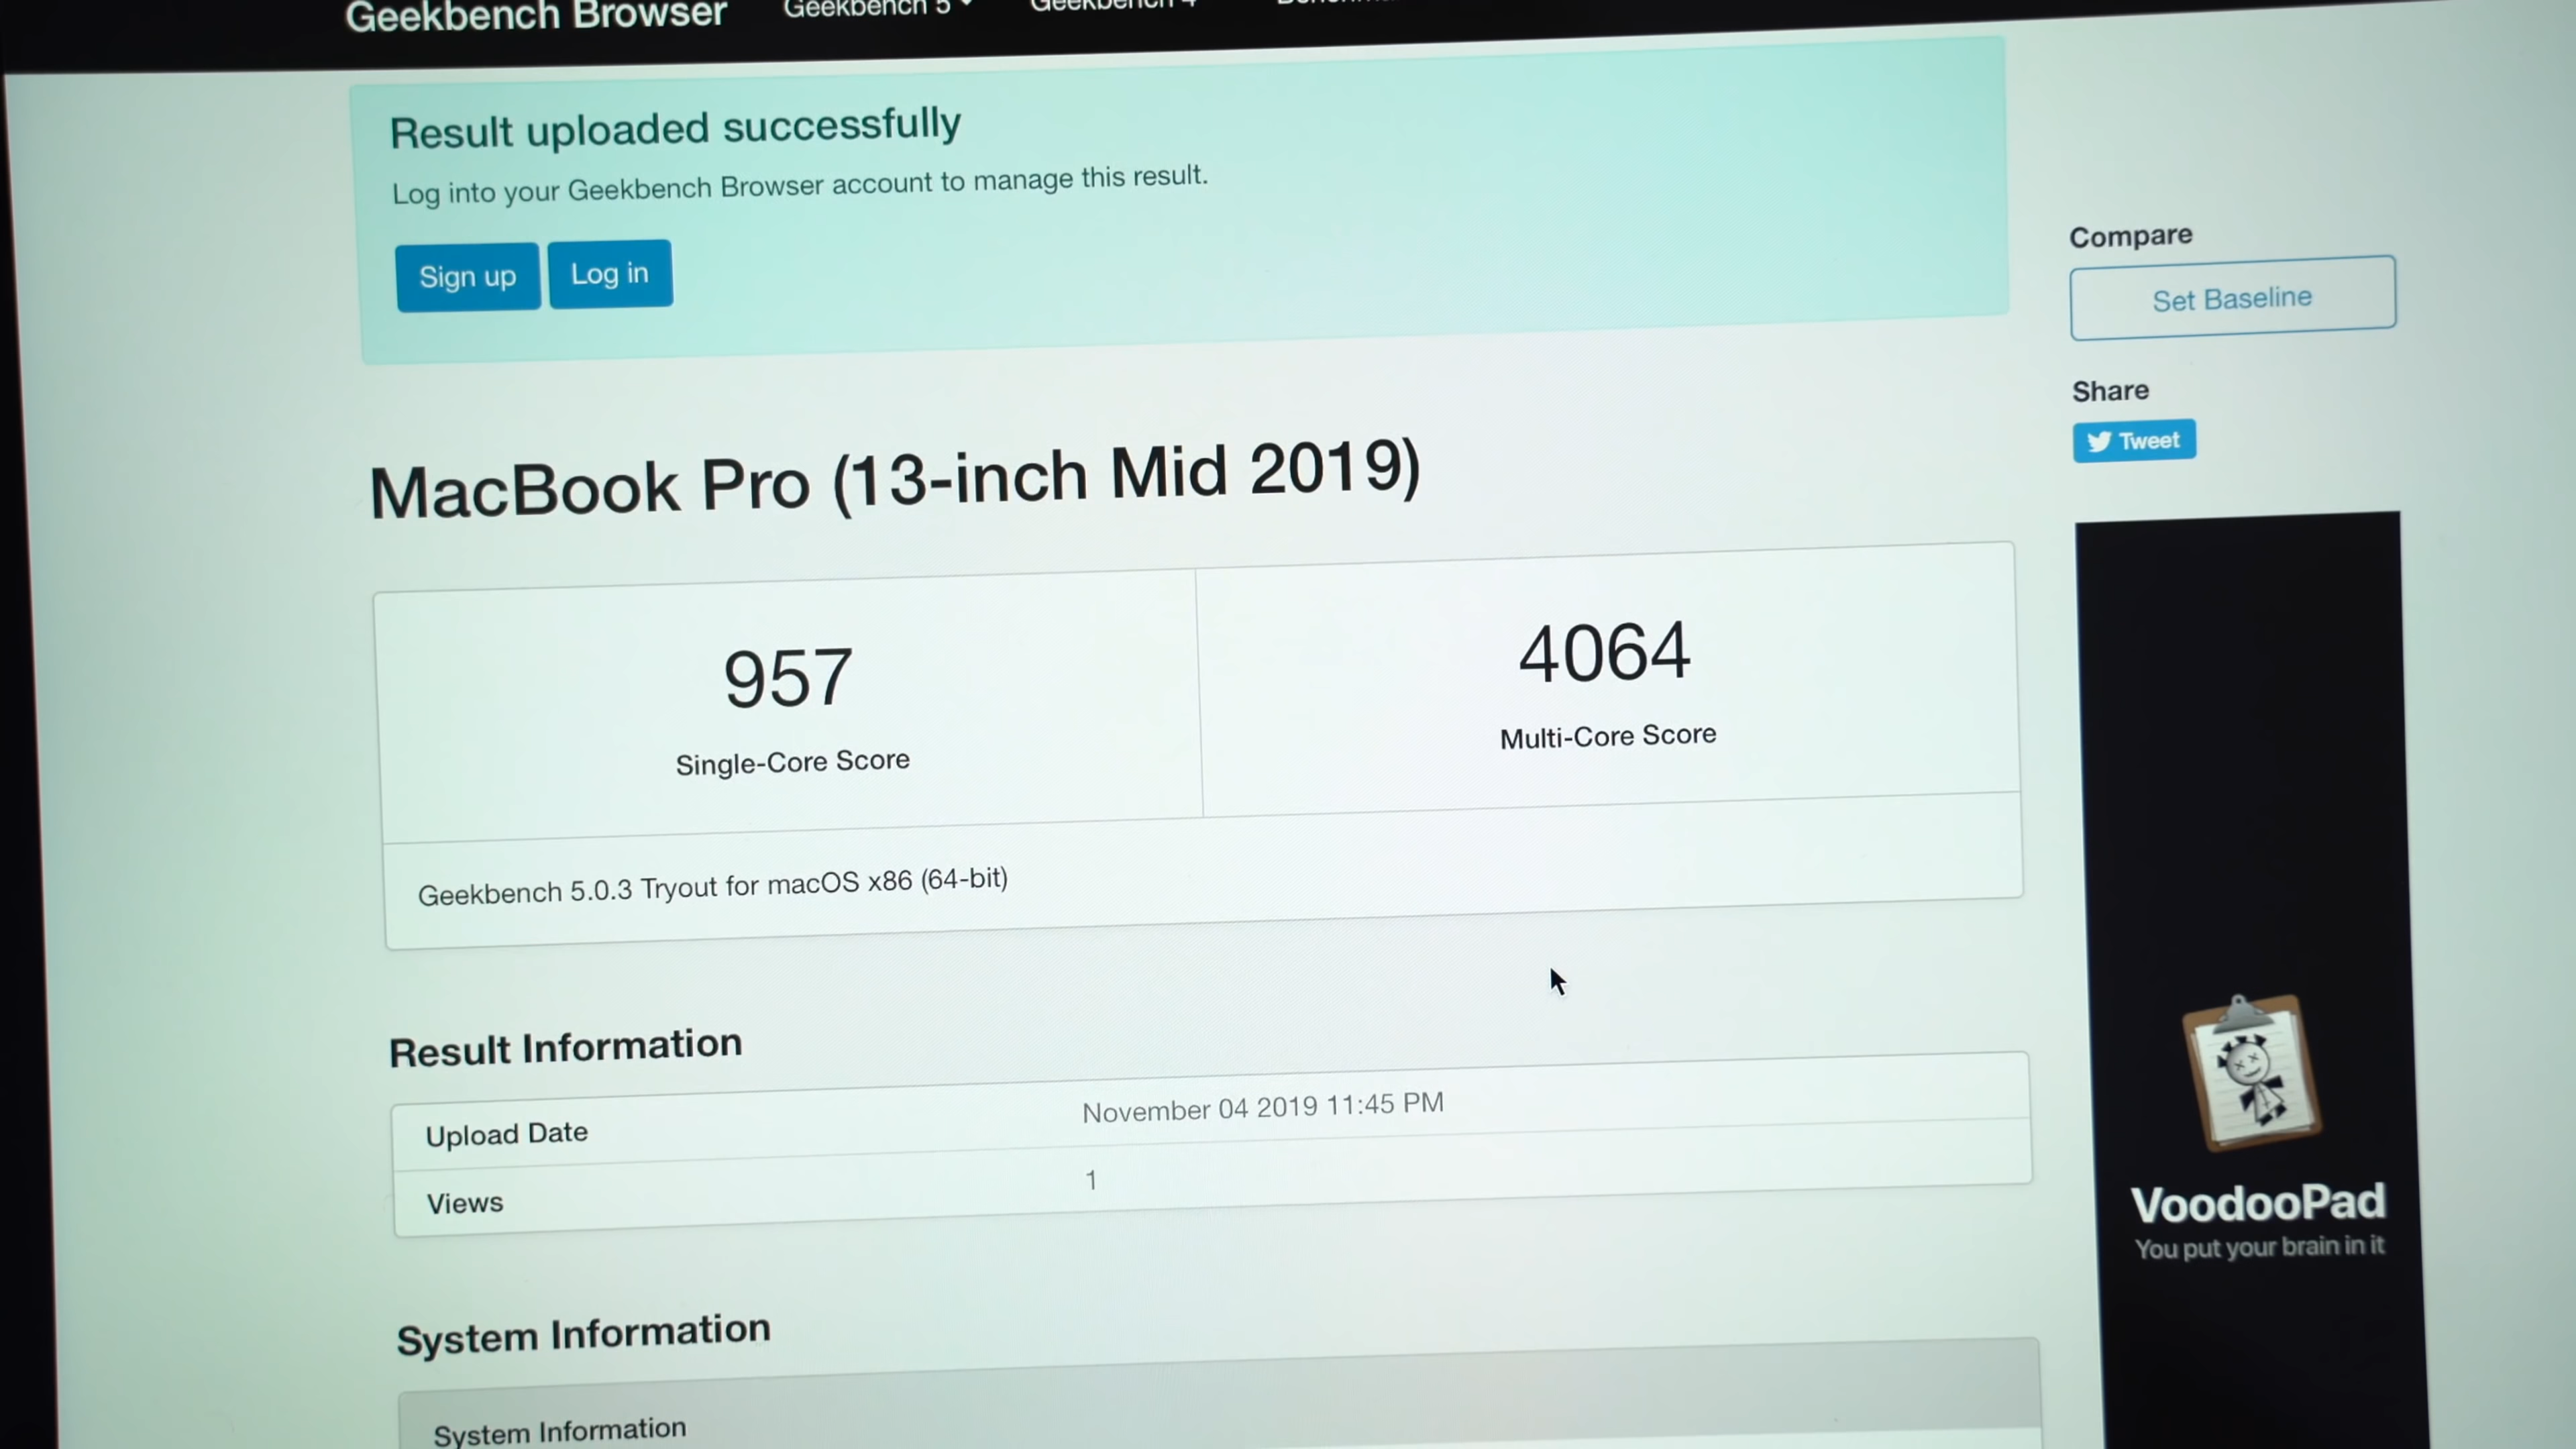 Geekbench Browser
Geekbench 5
Geekbench 4
Result uploaded successfully
Log into your Geekbench Browser account to manage this result.
Sign up
Log in
Compare
Set Baseline
Share
Tweet
MacBook Pro (13-inch Mid 2019)
957
Single-Core Score
4064
Multi-Core Score
Geekbench 5.0.3 Tryout for macOS x86 (64-bit)
Result Information
Upload Date
November 04 2019 11:45 PM
Views
1
System Information
System Information
VoodooPad
You put your brain in it